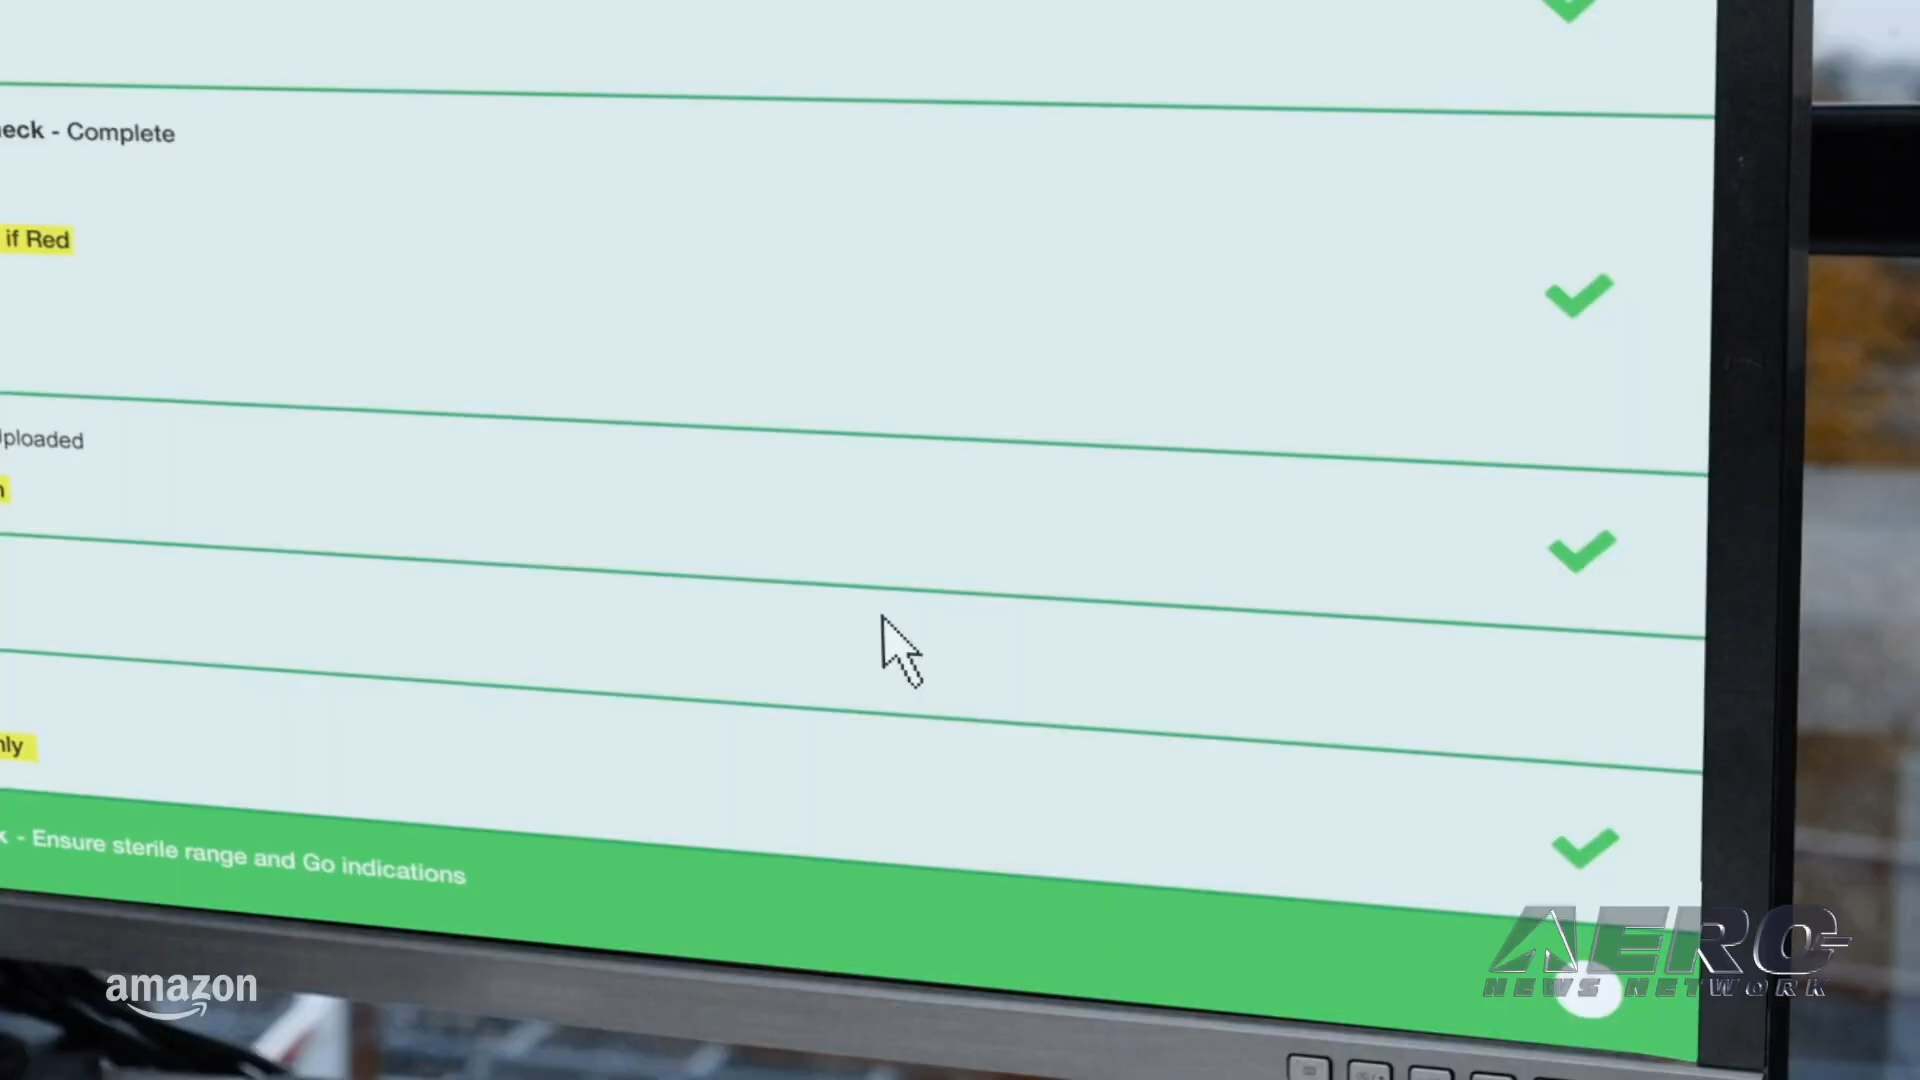 eck - Complete
if Red
ploaded
nly
- Ensure sterile range and Go indications
amazon
AERO
NEWS NETWORK